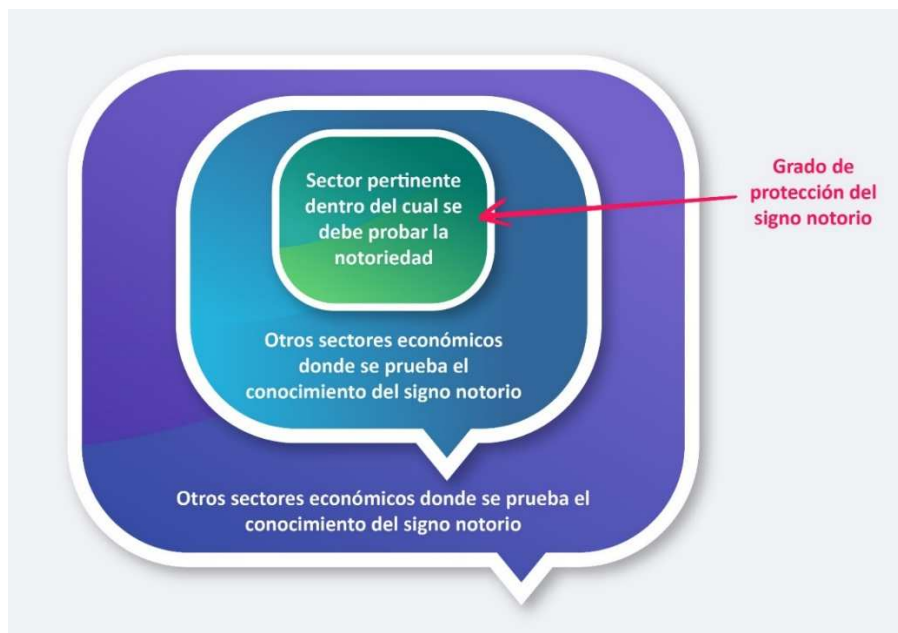 Sector pertinente
dentro del cual se
debe probar la
notoriedad
Grado de
protección del
signo notorio
Otros sectores económicos
donde se prueba el
conocimiento del signo notorio
Otros sectores económicos donde se prueba el
conocimiento del signo notorio